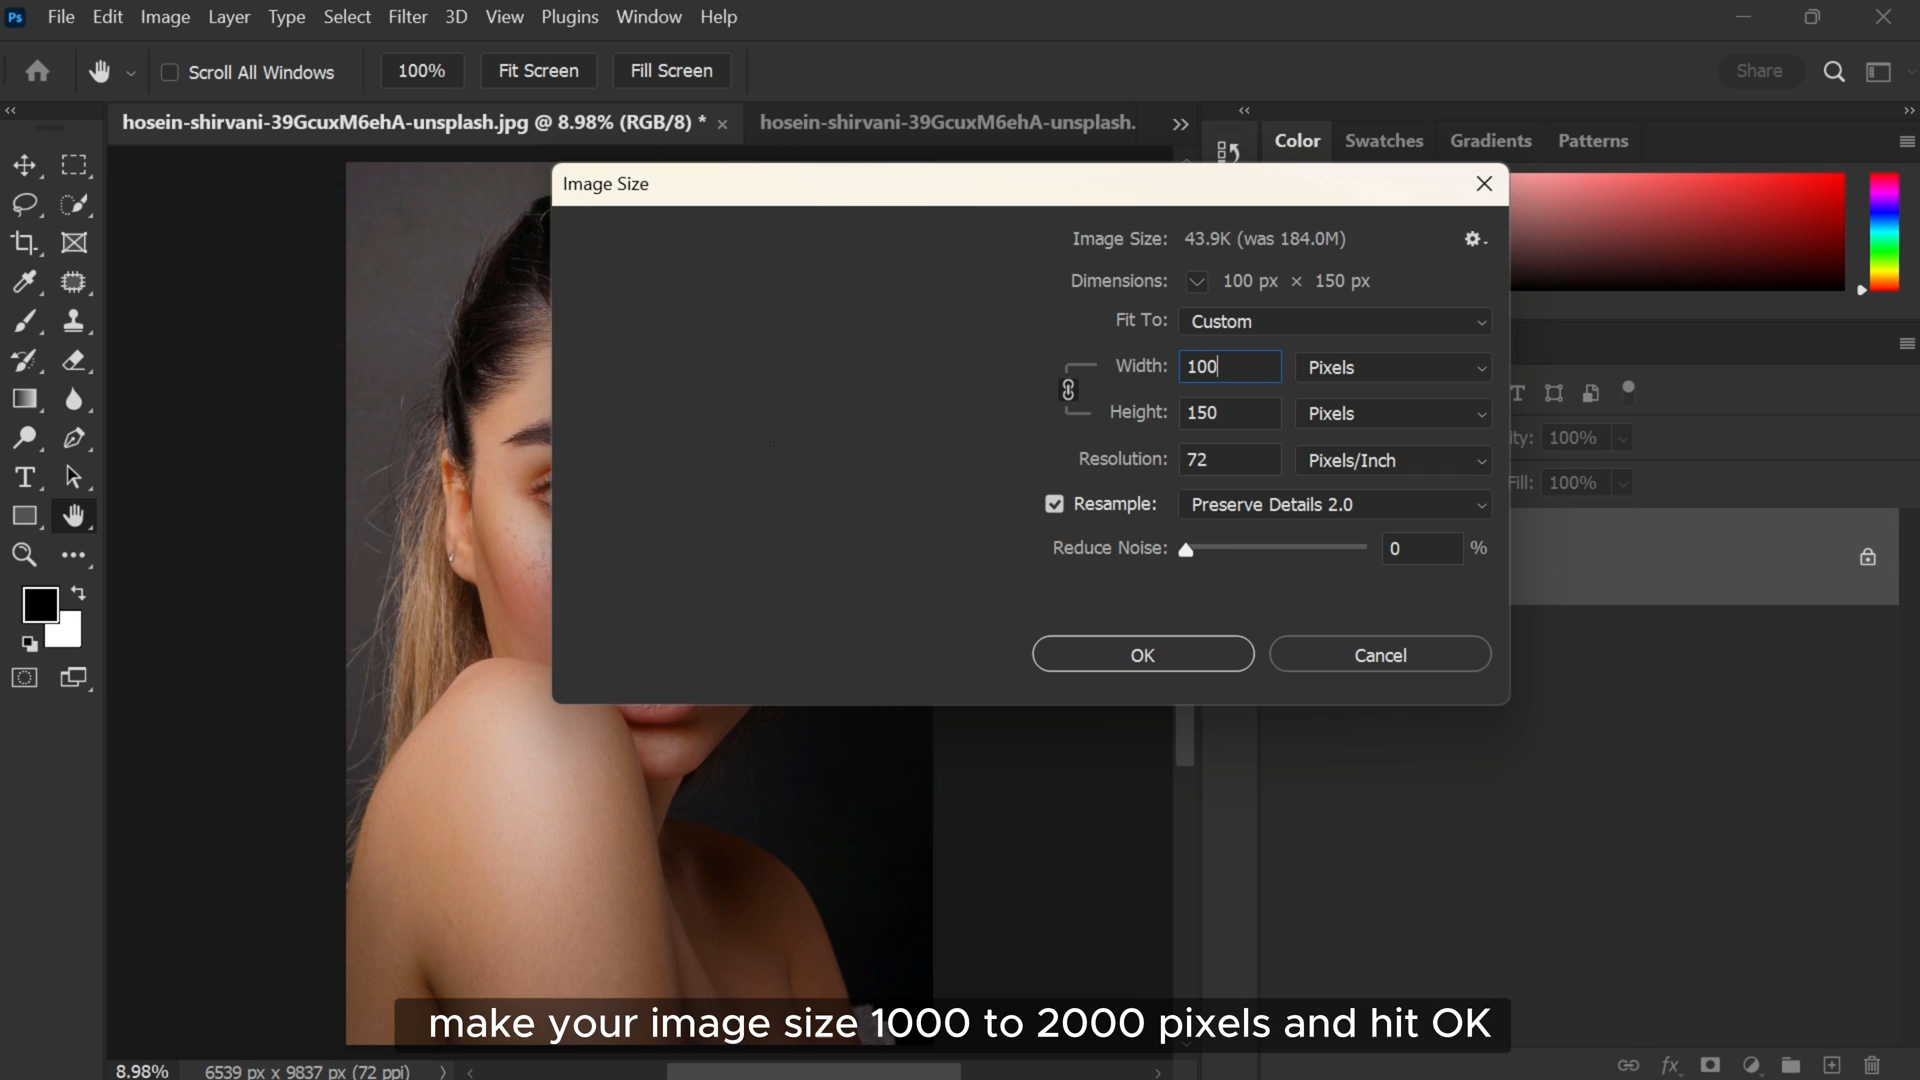 Ps File Edit Image Layer Type Select Filter 3D View Plugins Window Help
Scroll All Windows 100% Fit Screen Fill Screen Share
hosein-shirvani-39GcuxM6ehA-unsplash.jpg @ 8.98% (RGB/8) * hosein-shirvani-39GcuxM6ehA-unsplash.
Color Swatches Gradients Patterns
Image Size
Image Size: 43.9K (was 184.0M)
Dimensions: 100 px × 150 px
Fit To: Custom
Width: 100 Pixels
Height: 150 Pixels
Resolution: 72 Pixels/Inch
Resample: Preserve Details 2.0
Reduce Noise: 0 %
OK Cancel
ity: 100%
Fill: 100%
make your image size 1000 to 2000 pixels and hit OK
8.98% 6539 px x 9837 px (72 ppi)
fx